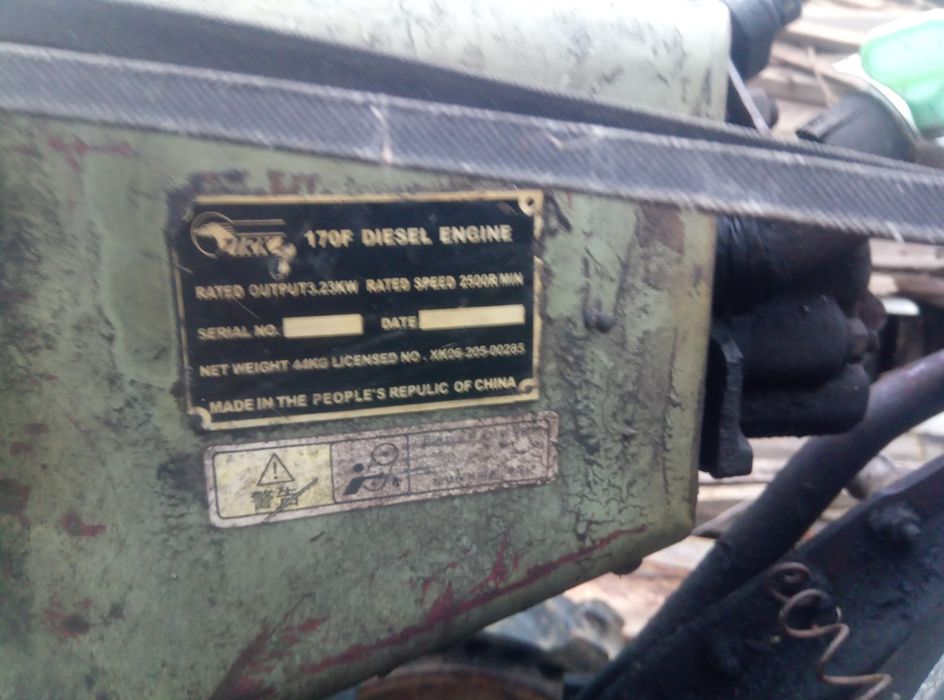 170F DIESEL ENGINE
RATED OUTPUT3.23KW RATED SPEED 2500R MIN
SERIAL NO. DATE
NET WEIGHT 44KG LICENSED NO . XK06-205-00285
MADE IN THE PEOPLE'S REPULIC OF CHINA
警告